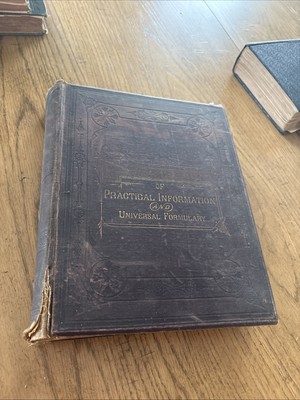 OF
PRACTICAL INFORMATION
(AND)
UNIVERSAL FORMULARY